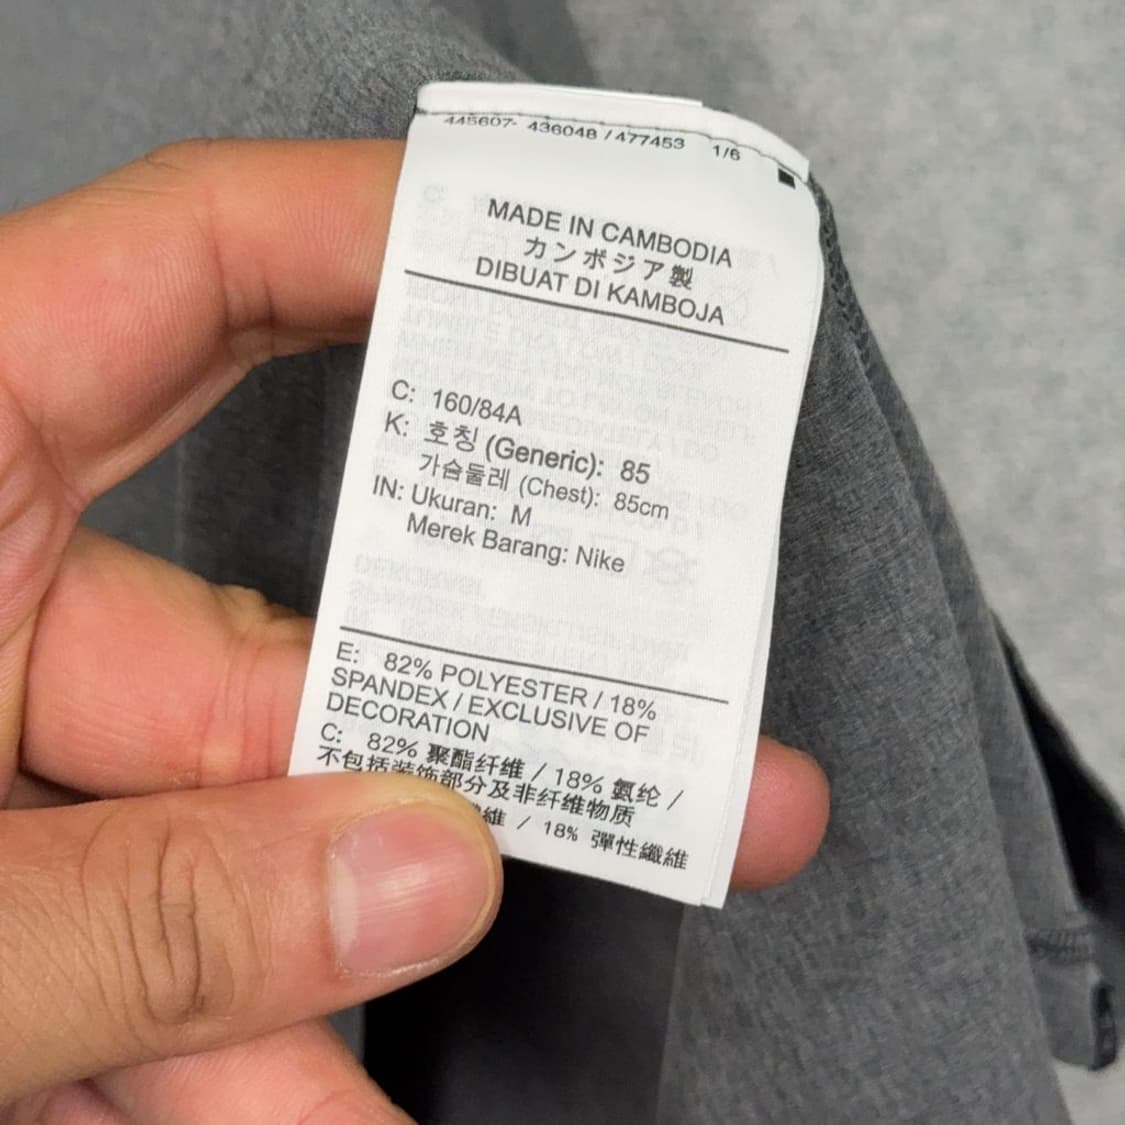 445607- 436048 / 477453 1/6
MADE IN CAMBODIA
カンボジア製
DIBUAT DI KAMBOJA
C: 160/84A
K: 호칭 (Generic): 85
가슴둘레 (Chest): 85cm
IN: Ukuran: M
Merek Barang: Nike
E: 82% POLYESTER / 18%
SPANDEX / EXCLUSIVE OF
DECORATION
C: 82% 聚酯纤维 / 18% 氨纶 /
不包括装饰部分及非纤维物质
維 / 18% 彈性纖維